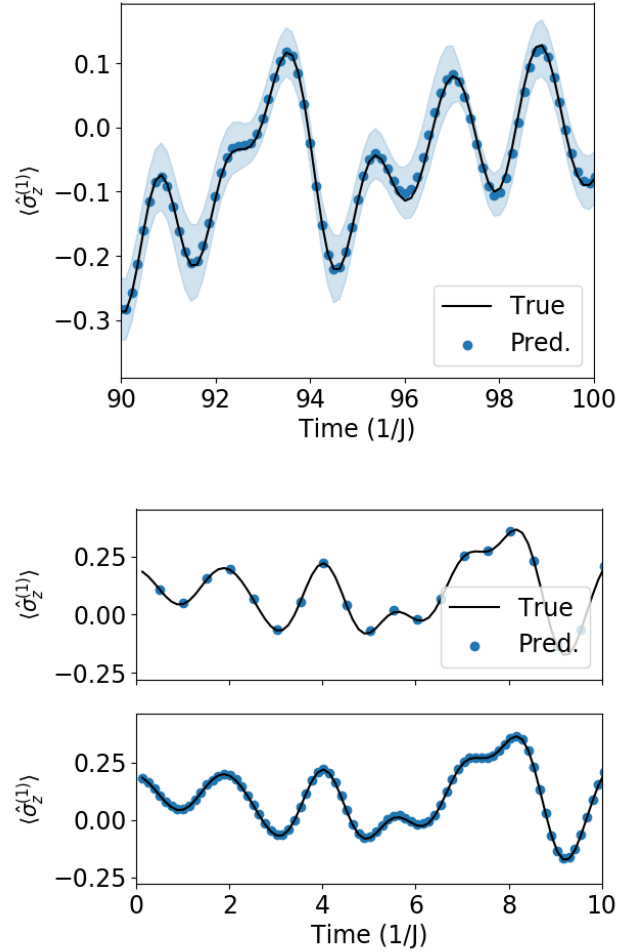 0.1
0.0
−0.1
−0.2
−0.3
⟨σ̂_Z^(1)⟩
True
Pred.
90 92 94 96 98 100
Time (1/J)
0.25
0.00
−0.25
⟨σ̂_Z^(1)⟩
True
Pred.
0.25
0.00
−0.25
⟨σ̂_Z^(1)⟩
0 2 4 6 8 10
Time (1/J)